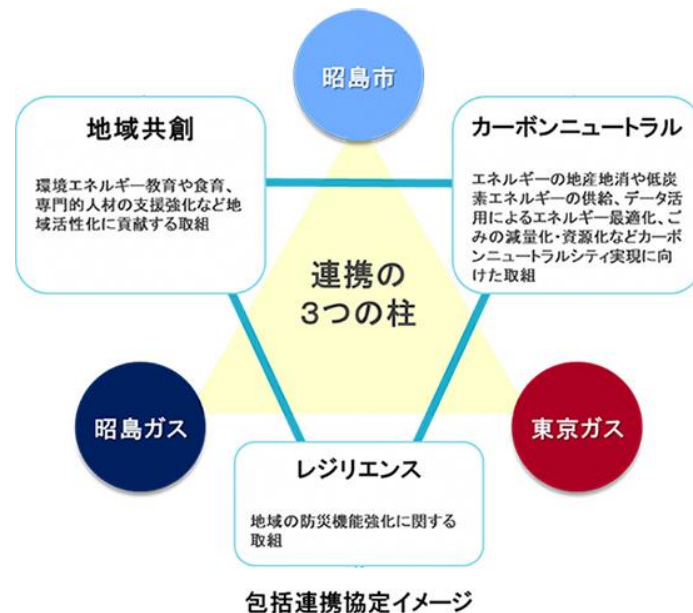 昭島市
地域共創
環境エネルギー教育や食育、
専門的人材の支援強化など地
域活性化に貢献する取組
カーボンニュートラル
エネルギーの地産地消や低炭
素エネルギーの供給、データ活
用によるエネルギー最適化、ご
みの減量化・資源化などカーボ
ンニュートラルシティ実現に向
けた取組
連携の
3つの柱
昭島ガス
東京ガス
レジリエンス
地域の防災機能強化に関する
取組
包括連携協定イメージ